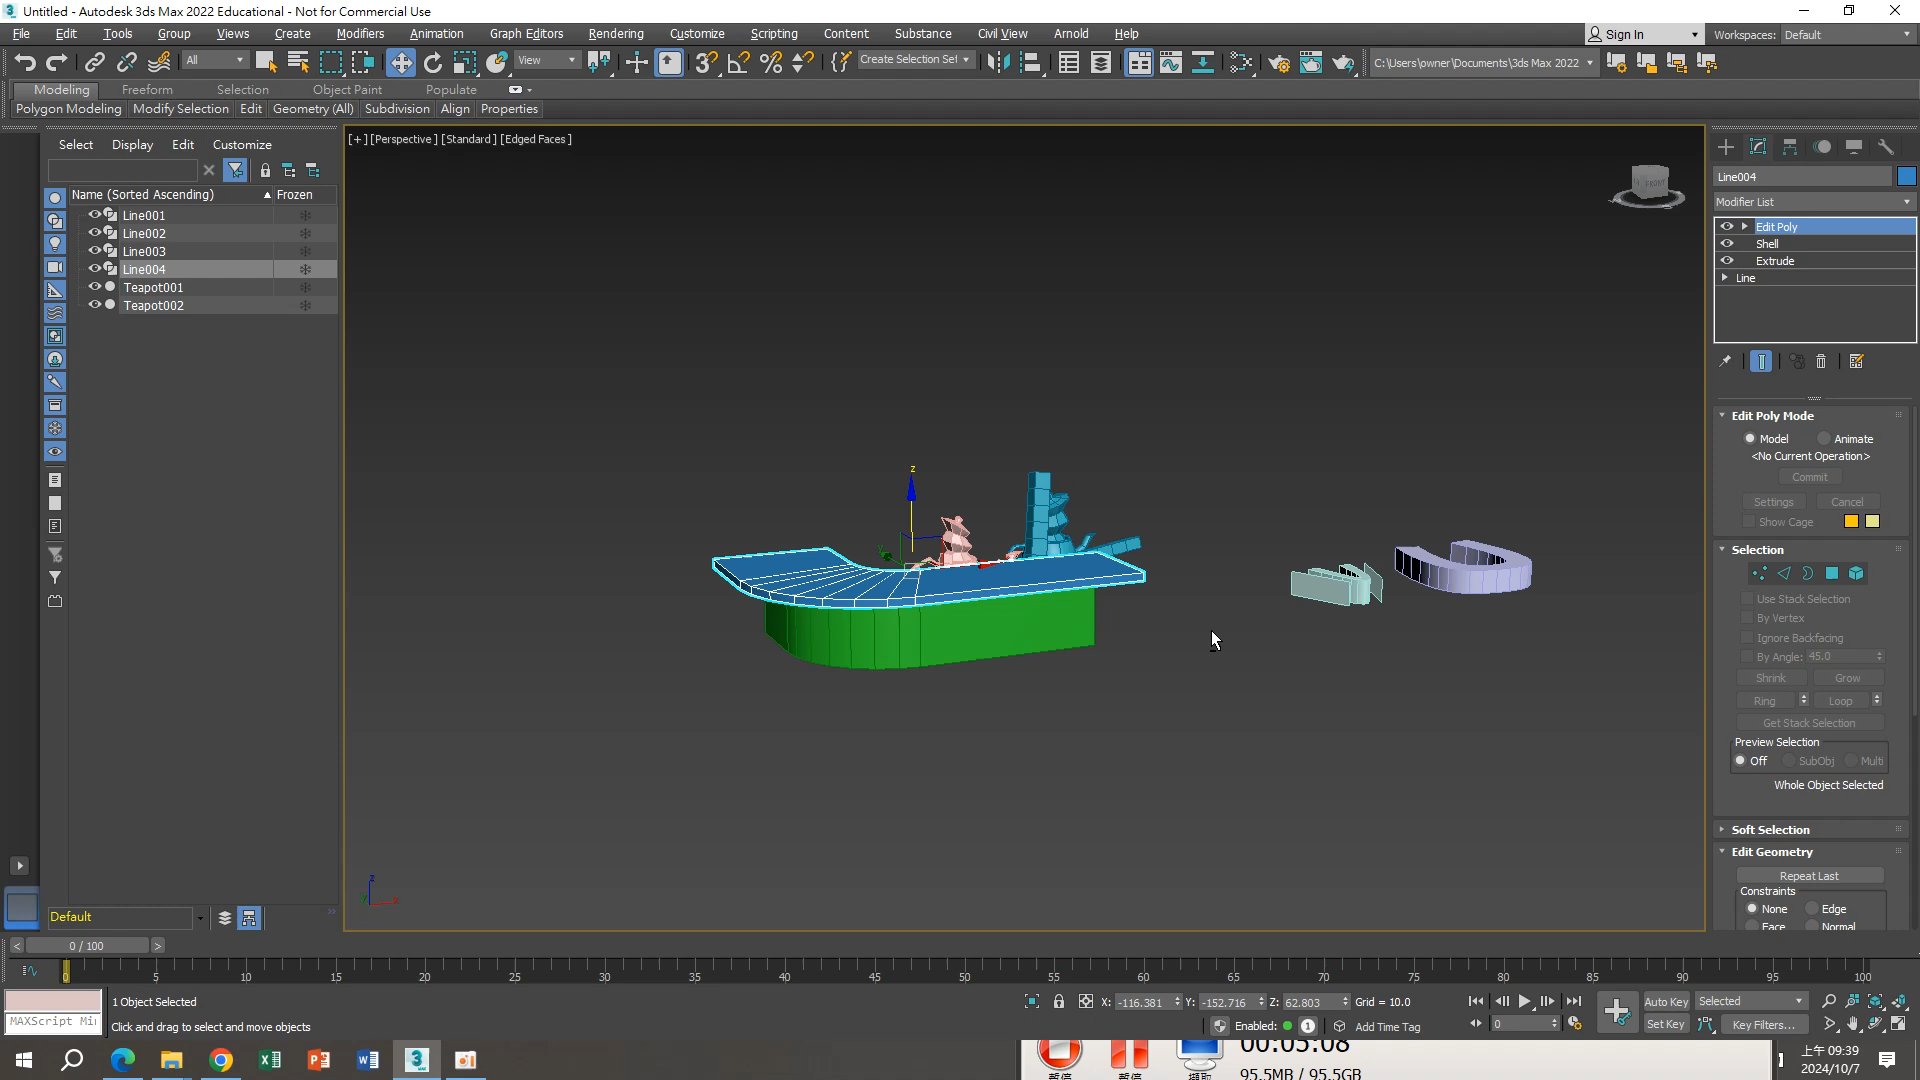 Untitled - Autodesk 3ds Max 2022 Educational - Not for Commercial Use
File Edit Tools Group Views Create Modifiers Animation Graph Editors Rendering Customize Scripting Content Substance Civil View Arnold Help
Sign In Workspaces: Default
All View Create Selection Set C:\Users\owner\Documents\3ds Max 2022
Modeling Freeform Selection Object Paint Populate
Polygon Modeling Modify Selection Edit Geometry (All) Subdivision Align Properties
Select Display Edit Customize
[+] [Perspective] [Standard] [Edged Faces]
Name (Sorted Ascending) Frozen
Line001
Line002
Line003
Line004
Teapot001
Teapot002
FRONT
z
z
Line004
Modifier List
Edit Poly
Shell
Extrude
Line
Edit Poly Mode
Model Animate
<No Current Operation>
Commit
Settings Cancel
Show Cage
Selection
Use Stack Selection
By Vertex
Ignore Backfacing
By Angle: 45.0
Shrink Grow
Ring Loop
Get Stack Selection
Preview Selection
Off SubObj Multi
Whole Object Selected
Soft Selection
Edit Geometry
Repeat Last
Constraints
None Edge
Face Normal
Default
0 / 100
0 5 10 15 20 25 30 35 40 45 50 55 60 65 70 75 80 85 90 95 100
1 Object Selected
X: -116.381 Y: -152.716 Z: 62.803 Grid = 10.0
Auto Key Selected
MAXScript Mi
Click and drag to select and move objects
Enabled: 1 Add Time Tag
0 Set Key Key Filters...
00:05:08
95.5MB / 95.5GB
上午 09:39
2024/10/7